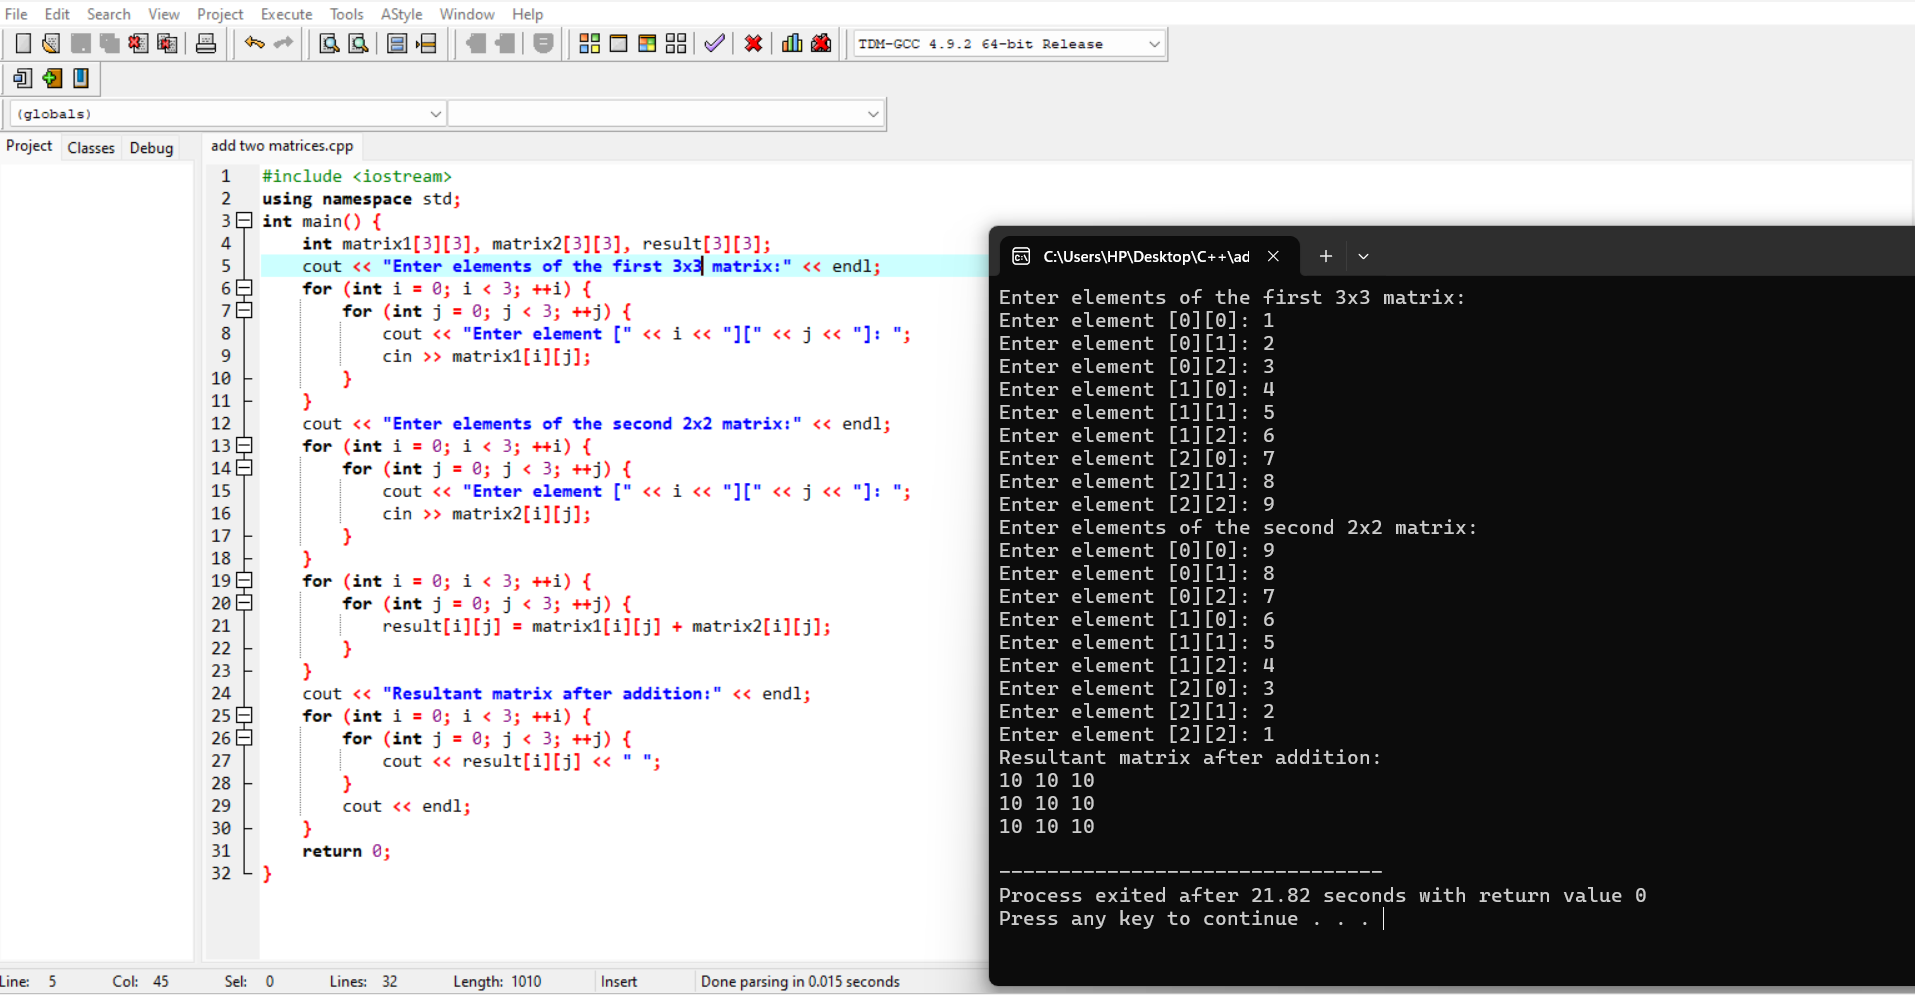 File Edit Search View Project Execute Tools AStyle Window Help
TDM-GCC 4.9.2 64-bit Release
(globals)
Project Classes Debug
add two matrices.cpp
1 #include <iostream>
2 using namespace std;
3 int main() {
4 int matrix1[3][3], matrix2[3][3], result[3][3];
5 cout << "Enter elements of the first 3x3 matrix:" << endl;
6 for (int i = 0; i < 3; ++i) {
7 for (int j = 0; j < 3; ++j) {
8 cout << "Enter element [" << i << "][" << j << "]: ";
9 cin >> matrix1[i][j];
10 }
11 }
12 cout << "Enter elements of the second 2x2 matrix:" << endl;
13 for (int i = 0; i < 3; ++i) {
14 for (int j = 0; j < 3; ++j) {
15 cout << "Enter element [" << i << "][" << j << "]: ";
16 cin >> matrix2[i][j];
17 }
18 }
19 for (int i = 0; i < 3; ++i) {
20 for (int j = 0; j < 3; ++j) {
21 result[i][j] = matrix1[i][j] + matrix2[i][j];
22 }
23 }
24 cout << "Resultant matrix after addition:" << endl;
25 for (int i = 0; i < 3; ++i) {
26 for (int j = 0; j < 3; ++j) {
27 cout << result[i][j] << " ";
28 }
29 cout << endl;
30 }
31 return 0;
32 }
C:\Users\HP\Desktop\C++\ad
Enter elements of the first 3x3 matrix:
Enter element [0][0]: 1
Enter element [0][1]: 2
Enter element [0][2]: 3
Enter element [1][0]: 4
Enter element [1][1]: 5
Enter element [1][2]: 6
Enter element [2][0]: 7
Enter element [2][1]: 8
Enter element [2][2]: 9
Enter elements of the second 2x2 matrix:
Enter element [0][0]: 9
Enter element [0][1]: 8
Enter element [0][2]: 7
Enter element [1][0]: 6
Enter element [1][1]: 5
Enter element [1][2]: 4
Enter element [2][0]: 3
Enter element [2][1]: 2
Enter element [2][2]: 1
Resultant matrix after addition:
10 10 10
10 10 10
10 10 10
--------------------------------
Process exited after 21.82 seconds with return value 0
Press any key to continue . . .
Line: 5 Col: 45 Sel: 0 Lines: 32 Length: 1010 Insert Done parsing in 0.015 seconds